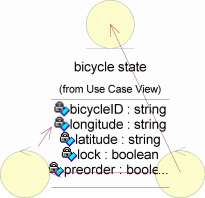 bicycle state
(from Use Case View)
bicycleID : string
longitude : string
latitude : string
lock : boolean
preorder : boole...